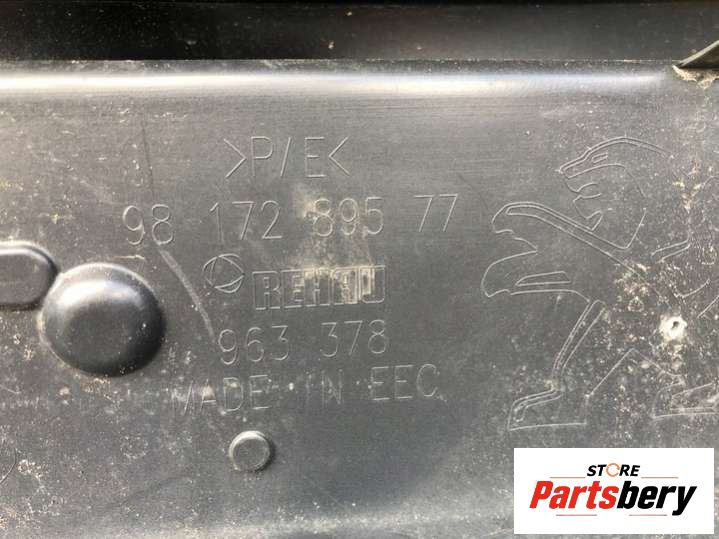 >P/E<
98 172 895 77
REHAU
963 378
MADE IN EEC
STORE
Partsbery